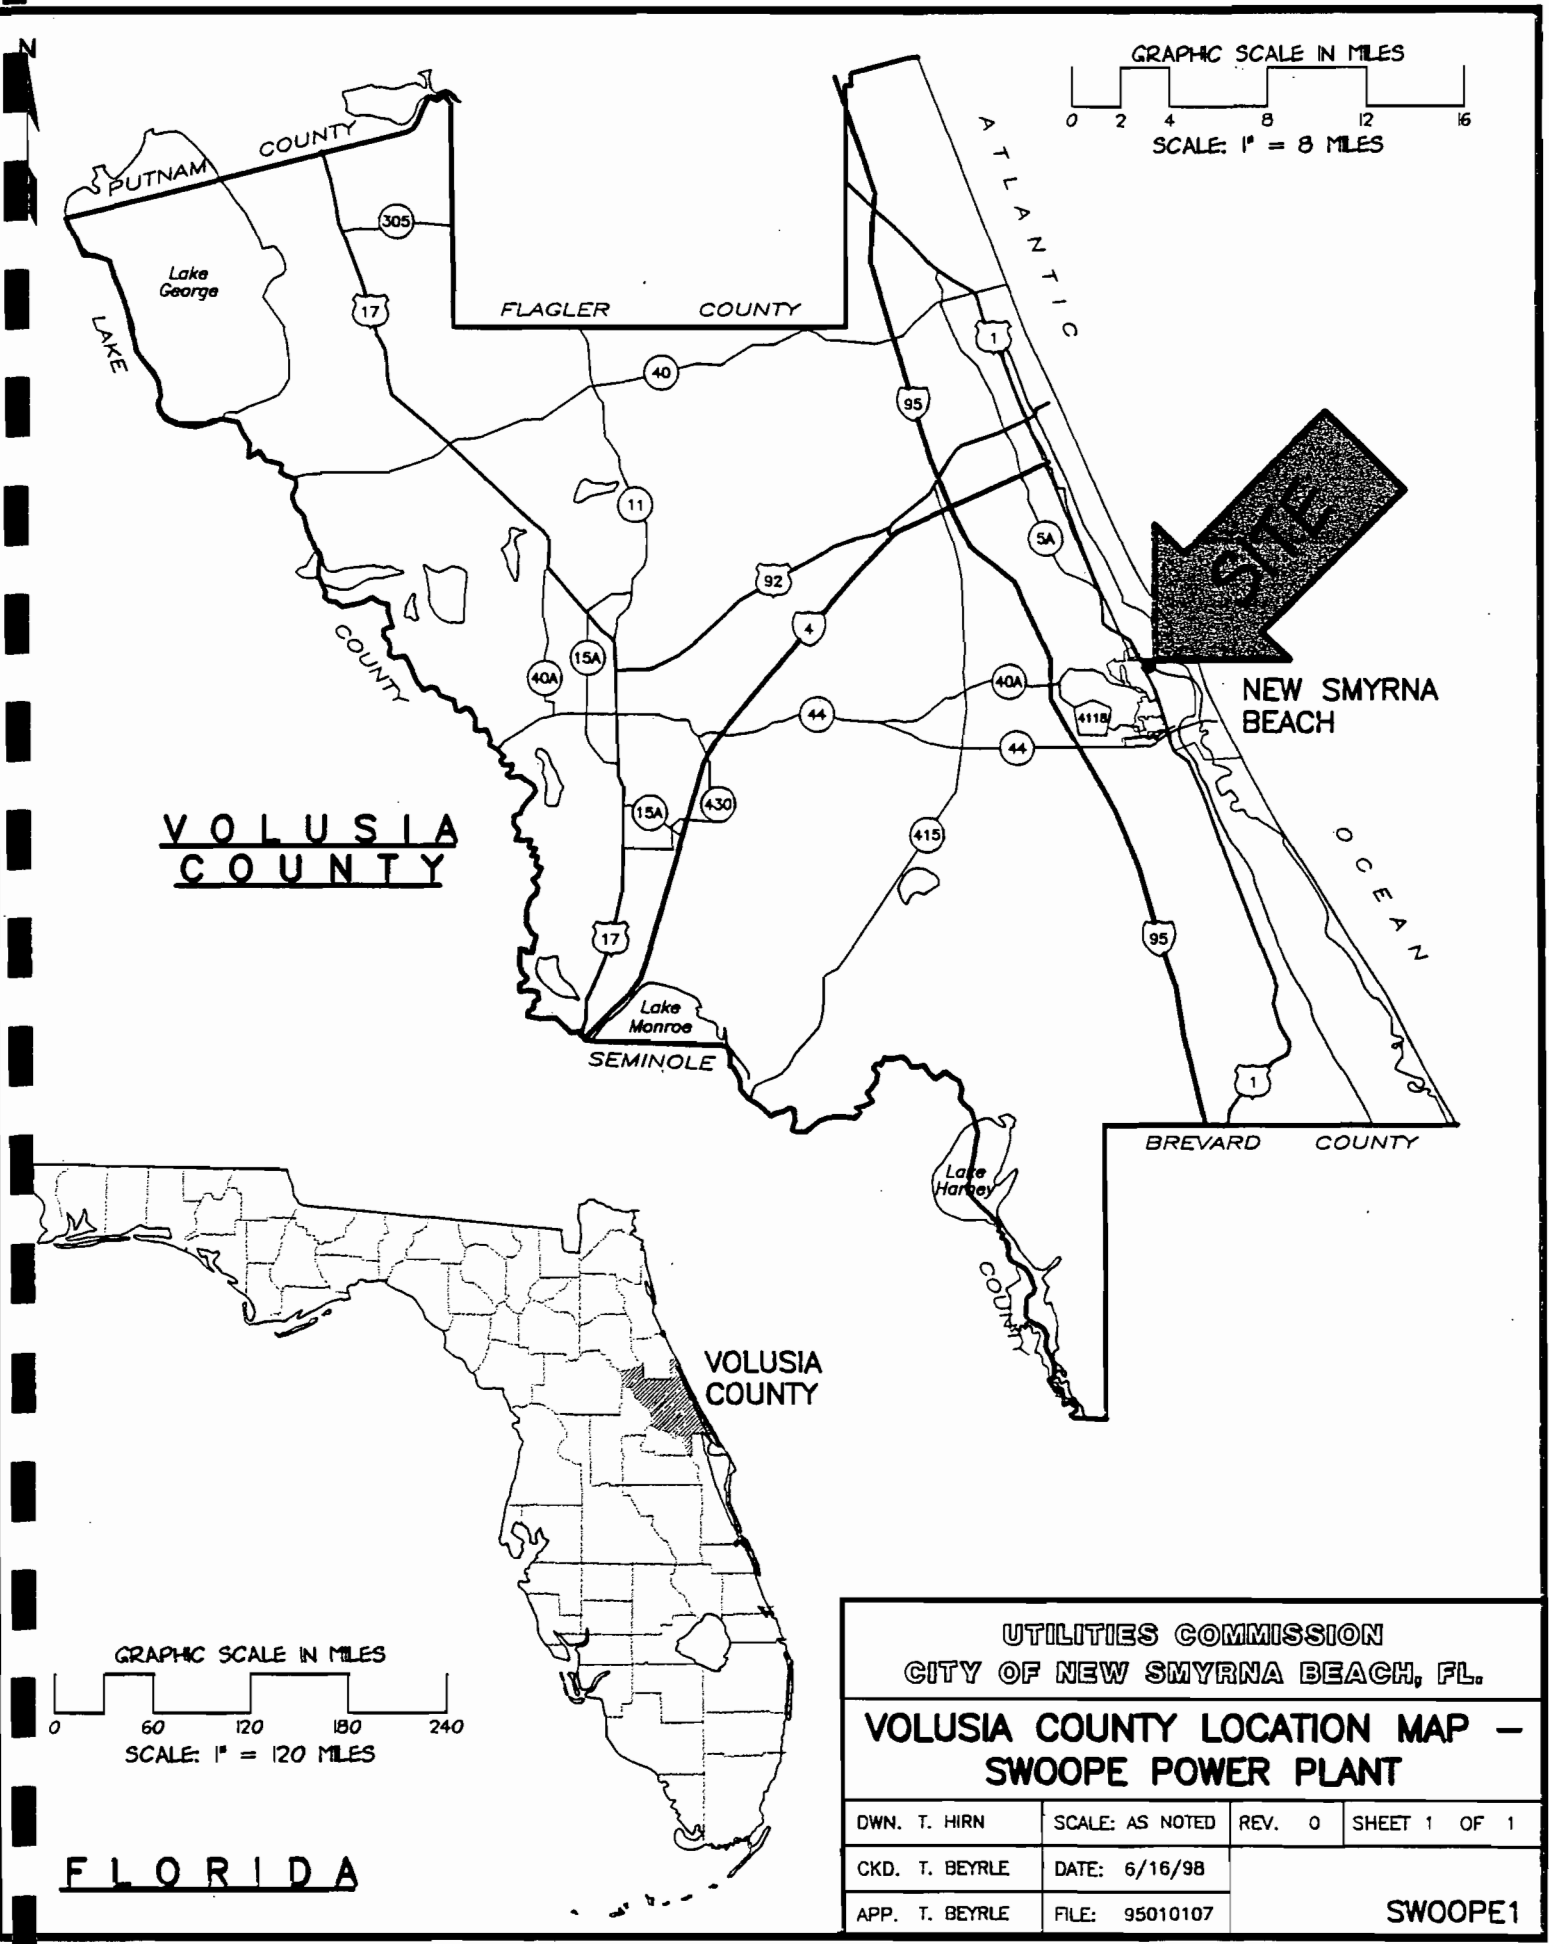 N
GRAPHIC SCALE IN MILES
0 2 4 8 12 16
SCALE: 1" = 8 MILES
PUTNAM COUNTY
ATLANTIC
305
Lake
George
17
FLAGLER COUNTY
1
LAKE
40
95
11
SITE
5A
92
4
COUNTY
15A
40A
40A
NEW SMYRNA
BEACH
44
4118
44
15A
430
VOLUSIA
COUNTY
415
OCEAN
17
95
Lake
Monroe
SEMINOLE
1
BREVARD COUNTY
Lake
Harney
COUNTY
VOLUSIA
COUNTY
GRAPHIC SCALE IN MILES
0 60 120 180 240
SCALE: 1" = 120 MILES
FLORIDA
UTILITIES COMMISSION
CITY OF NEW SMYRNA BEACH, FL.
VOLUSIA COUNTY LOCATION MAP –
SWOOPE POWER PLANT
DWN. T. HIRN SCALE: AS NOTED REV. 0 SHEET 1 OF 1
CKD. T. BEYRLE DATE: 6/16/98
APP. T. BEYRLE FILE: 95010107
SWOOPE1